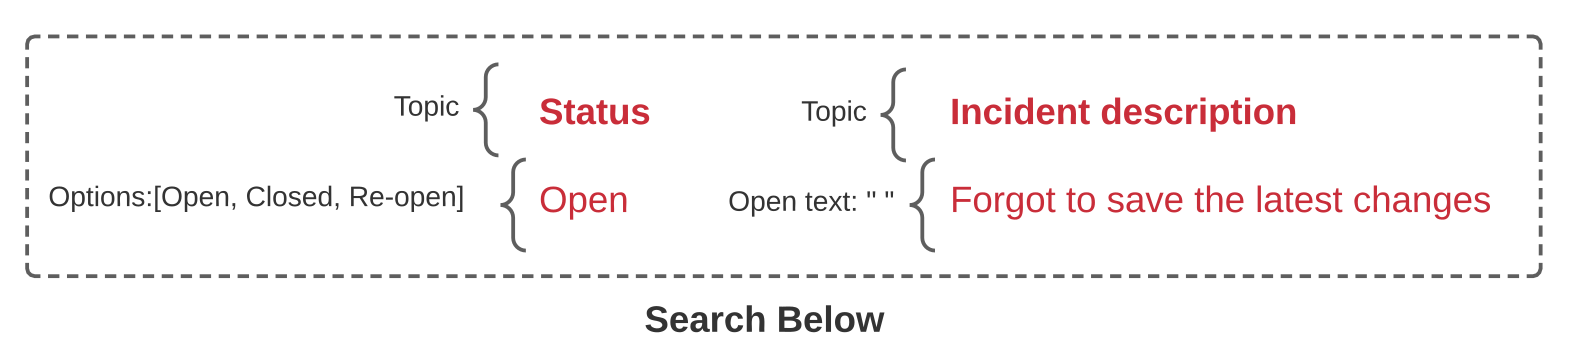 Topic Status Topic Incident description
Options:[Open, Closed, Re-open] Open Open text: " " Forgot to save the latest changes
Search Below